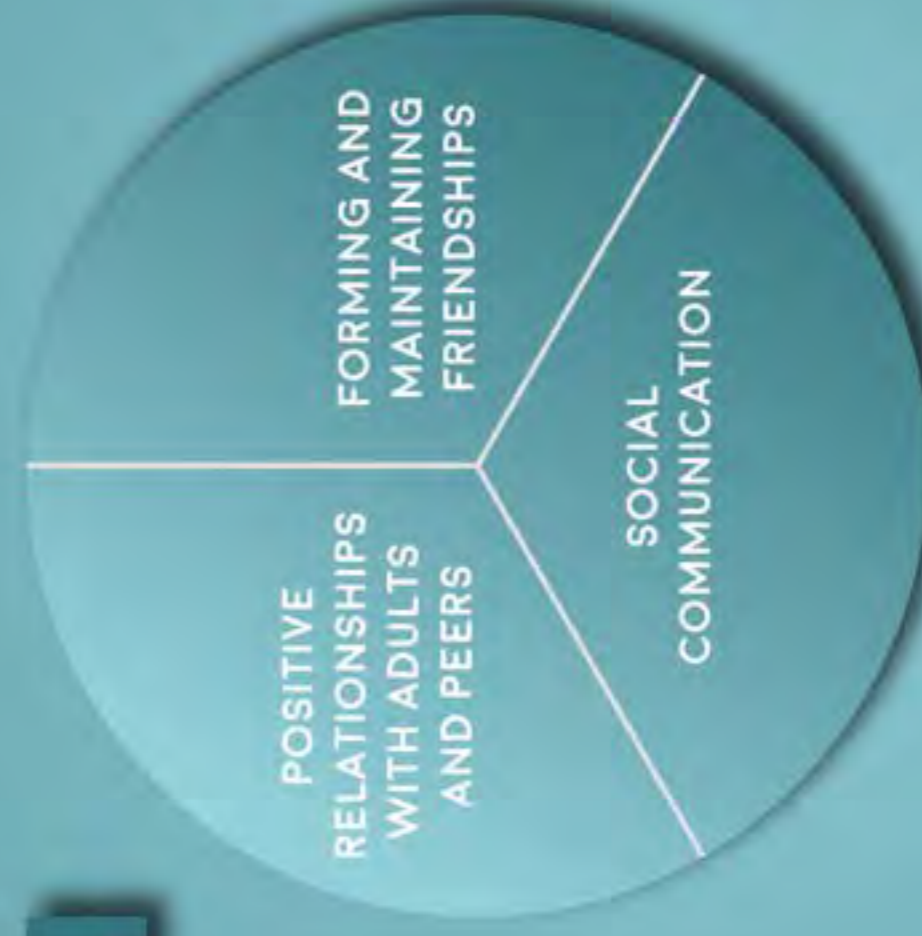 POSITIVE
RELATIONSHIPS
WITH ADULTS
AND PEERS
FORMING AND
MAINTAINING
FRIENDSHIPS
SOCIAL
COMMUNICATION